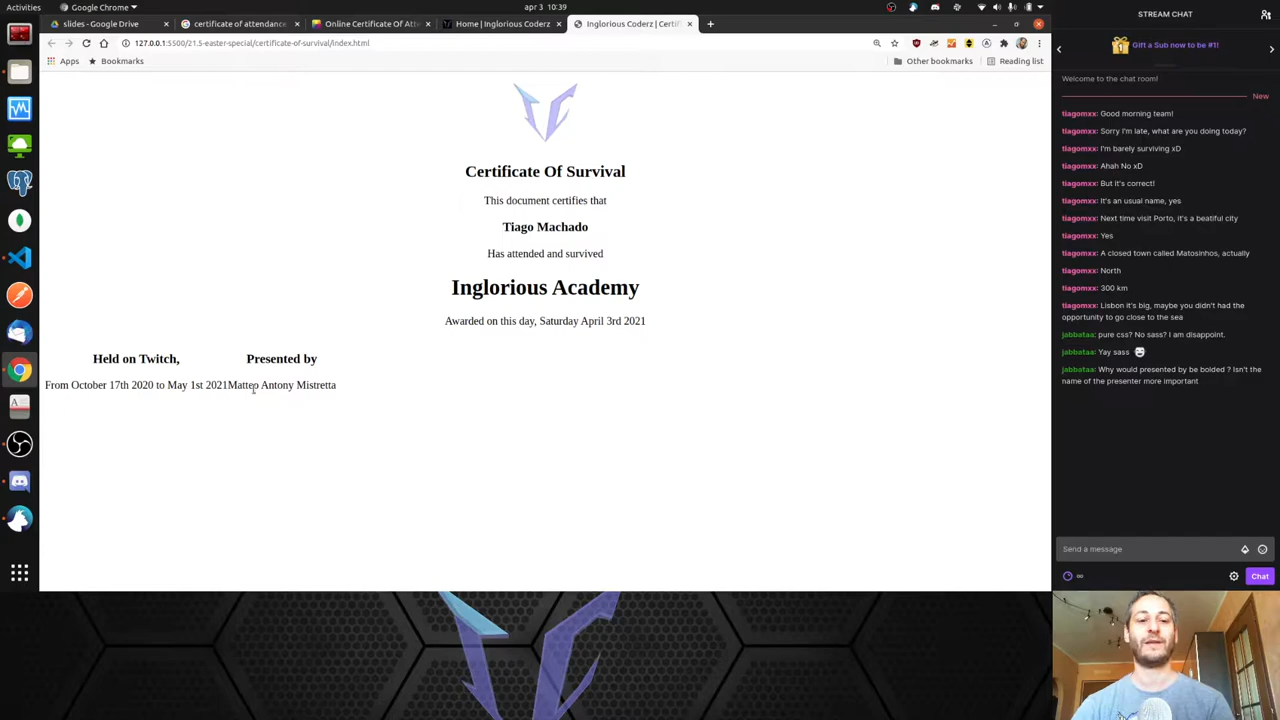 Activities
Google Chrome
apr 3 10:39
slides - Google Drive
certificate of attendance
Online Certificate Of Atte
Home | Inglorious Coderz
Inglorious Coderz | Certifi
127.0.0.1:5500/21.5-easter-special/certificate-of-survival/index.html
Apps
Bookmarks
Other bookmarks
Reading list
Certificate Of Survival
This document certifies that
Tiago Machado
Has attended and survived
Inglorious Academy
Awarded on this day, Saturday April 3rd 2021
Held on Twitch,
Presented by
From October 17th 2020 to May 1st 2021Matteo Antony Mistretta
STREAM CHAT
Gift a Sub now to be #1!
Welcome to the chat room!
New
tiagomxx: Good morning team!
tiagomxx: Sorry I'm late, what are you doing today?
tiagomxx: I'm barely surviving xD
tiagomxx: Ahah No xD
tiagomxx: But it's correct!
tiagomxx: It's an usual name, yes
tiagomxx: Next time visit Porto, it's a beatiful city
tiagomxx: Yes
tiagomxx: A closed town called Matosinhos, actually
tiagomxx: North
tiagomxx: 300 km
tiagomxx: Lisbon it's big, maybe you didn't had the
opportunity to go close to the sea
jabbataa: pure css? No sass? I am disappoint.
jabbataa: Yay sass
jabbataa: Why would presented by be bolded ? Isn't the
name of the presenter more important
Send a message
Chat